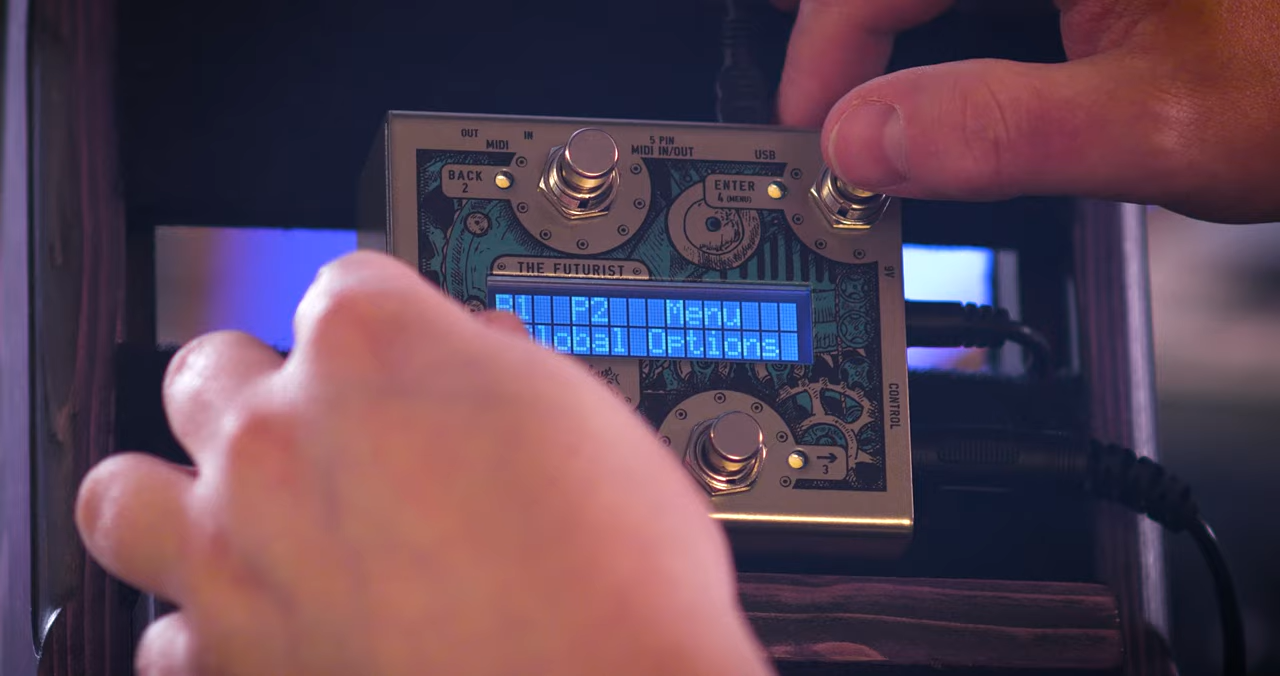 OUT
IN
MIDI
5 PIN
MIDI IN/OUT
USB
BACK
2
ENTER
4 (MENU)
9V
THE FUTURIST
P1 P2 Menu
Global Options
CONTROL
→
3